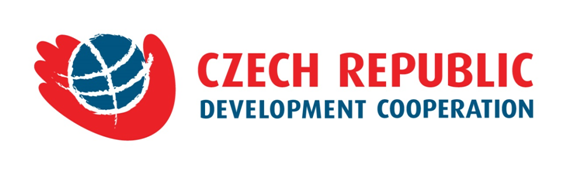 CZECH REPUBLIC
DEVELOPMENT COOPERATION